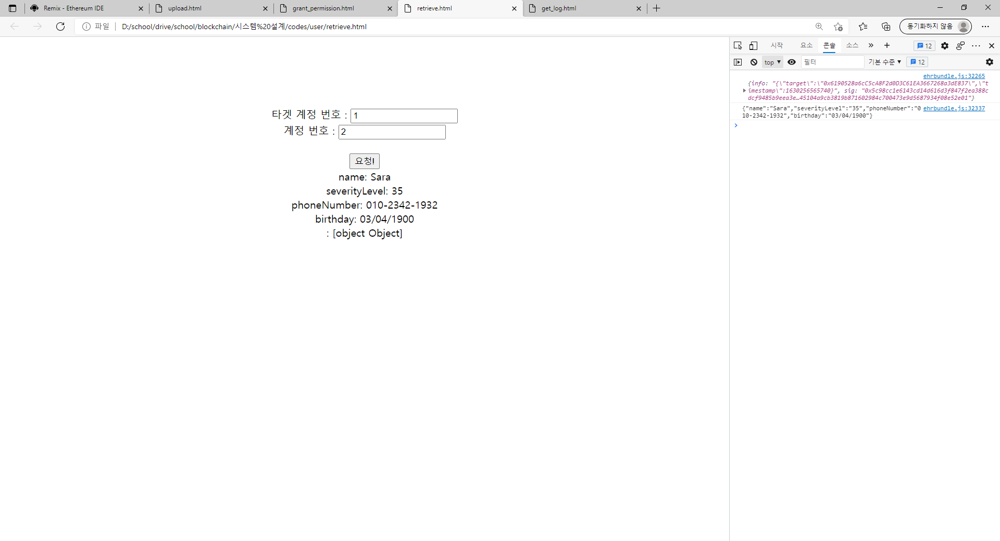 Remix - Ethereum IDE
upload.html
grant_permission.html
retrieve.html
get_log.html
파일
D:/school/drive/school/blockchain/시스템%20설계/codes/user/retrieve.html
동기화하지 않음
시작
요소
콘솔
소스
12
top
필터
기본 수준
12
ehrbundle.js:32265
{info: "{\"target\":\"0x6190528a6cC5cA8F2d0D3C61EA3667268a3dE837\",\"t
imestamp\":1630256565740}", sig: "0x5c98cc1e6143cd14d616d3f847f2ea388c
dcf9485b9eea3e…45104a9cb3819b871602984c700473e9d5687934f08e52e01"}
{"name":"Sara","severityLevel":"35","phoneNumber":"0 ehrbundle.js:32337
10-2342-1932","birthday":"03/04/1900"}
타겟 계정 번호 : 1
계정 번호 : 2
요청!
name: Sara
severityLevel: 35
phoneNumber: 010-2342-1932
birthday: 03/04/1900
: [object Object]